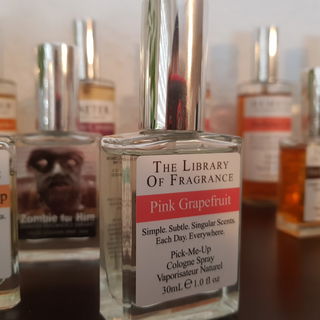 THE LIBRARY
OF FRAGRANCE
Pink Grapefruit
Simple. Subtle. Singular Scents.
Each Day. Everywhere.
Pick-Me-Up
Cologne Spray
Vaporisateur Naturel
30mL℮1.0 fl oz
Zombie for Him
METER